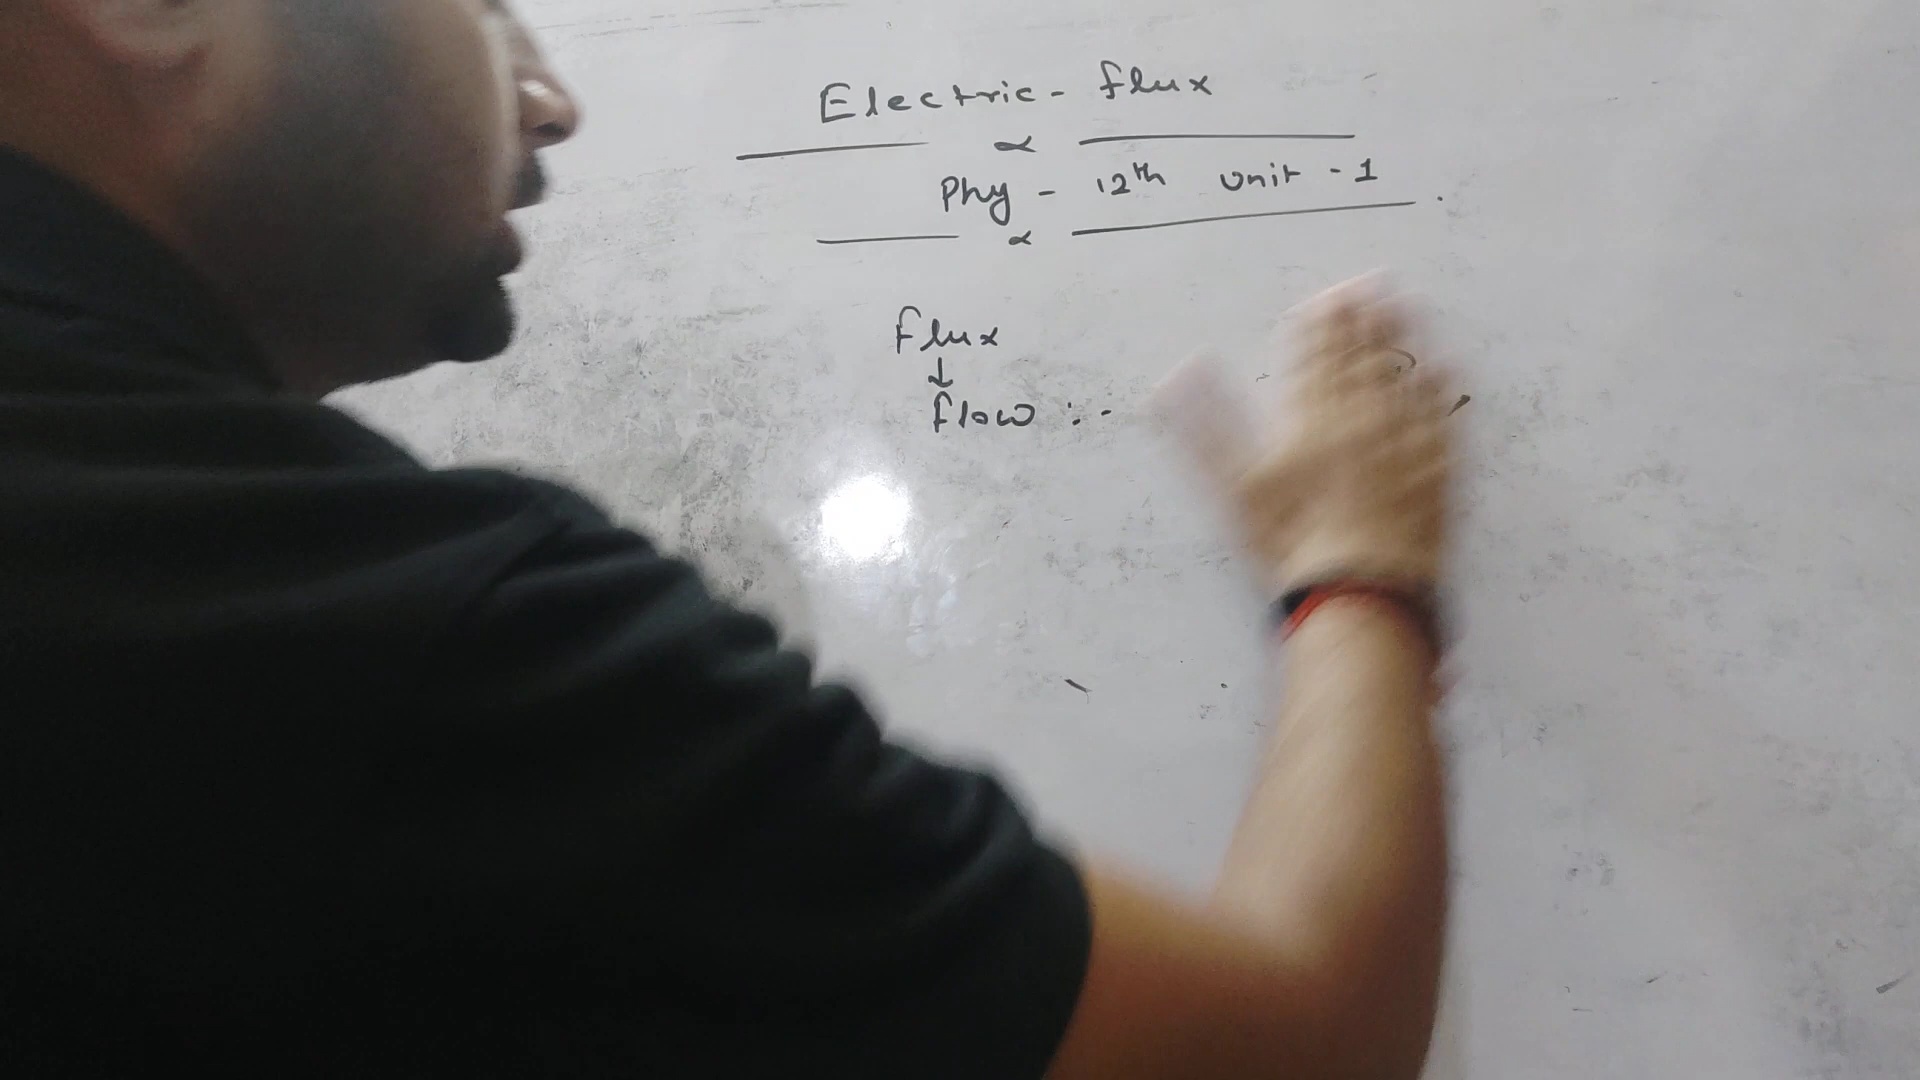 Electric - flux
Phy - 12th Unit - 1
flux
↓
flow : -